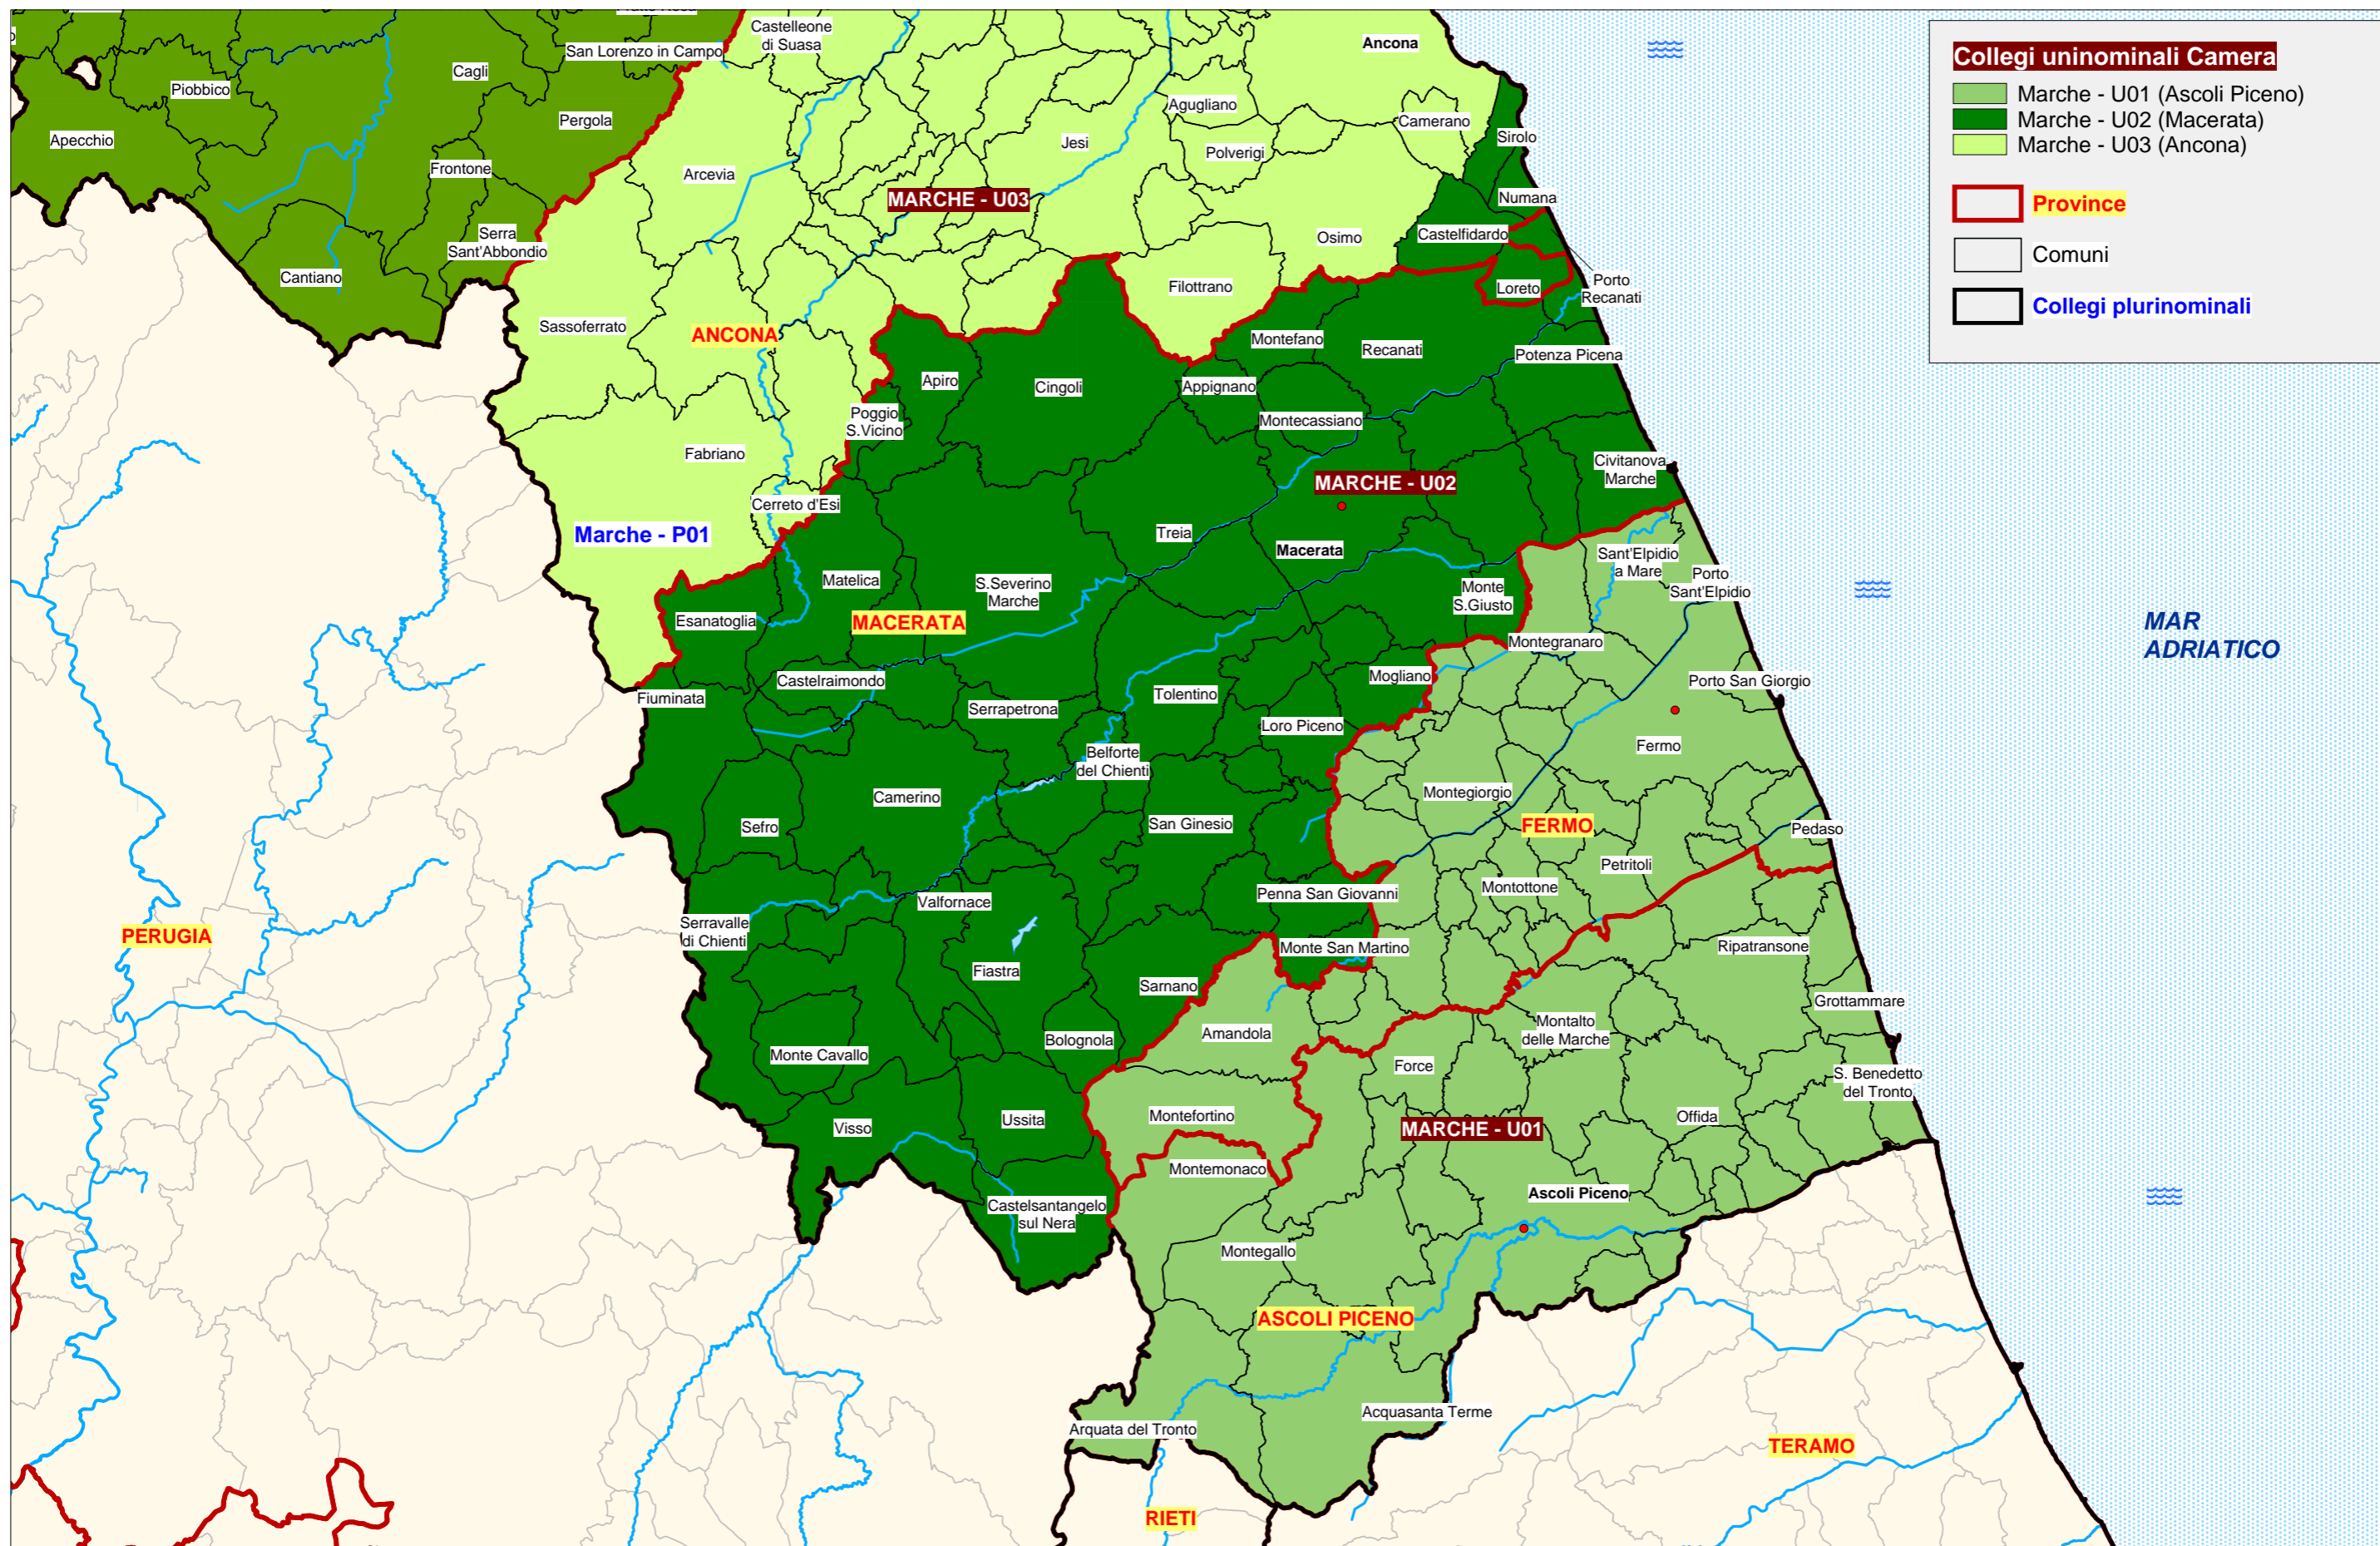 Collegi uninominali Camera
Marche - U01 (Ascoli Piceno)
Marche - U02 (Macerata)
Marche - U03 (Ancona)
Province
Comuni
Collegi plurinominali
Castelleone
di Suasa
San Lorenzo in Campo
Ancona
Cagli
Piobbico
Agugliano
Pergola
Camerano
Apecchio
Sirolo
Jesi
Polverigi
Frontone
Arcevia
MARCHE - U03
Numana
Serra
Sant'Abbondio
Castelfidardo
Osimo
Cantiano
Filottrano
Loreto
Porto
Recanati
Sassoferrato
ANCONA
Montefano
Recanati
Potenza Picena
Apiro
Cingoli
Appignano
Poggio
S.Vicino
Montecassiano
Fabriano
Civitanova
Marche
MARCHE - U02
Cerreto d'Esi
Marche - P01
Treia
Macerata
Sant'Elpidio
a Mare
Matelica
S.Severino
Marche
Monte
S.Giusto
Porto
Sant'Elpidio
Esanatoglia
MACERATA
MAR
ADRIATICO
Montegranaro
Castelraimondo
Mogliano
Porto San Giorgio
Fiuminata
Tolentino
Serrapetrona
Loro Piceno
Fermo
Belforte
del Chienti
Camerino
Montegiorgio
Sefro
San Ginesio
FERMO
Pedaso
Petritoli
Valfornace
Penna San Giovanni
Montottone
Serravalle
di Chienti
PERUGIA
Monte San Martino
Ripatransone
Fiastra
Sarnano
Grottammare
Amandola
Montalto
delle Marche
Bolognola
Monte Cavallo
Force
S. Benedetto
del Tronto
Montefortino
Ussita
Visso
MARCHE - U01
Offida
Montemonaco
Ascoli Piceno
Castelsantangelo
sul Nera
Montegallo
ASCOLI PICENO
Acquasanta Terme
Arquata del Tronto
TERAMO
RIETI